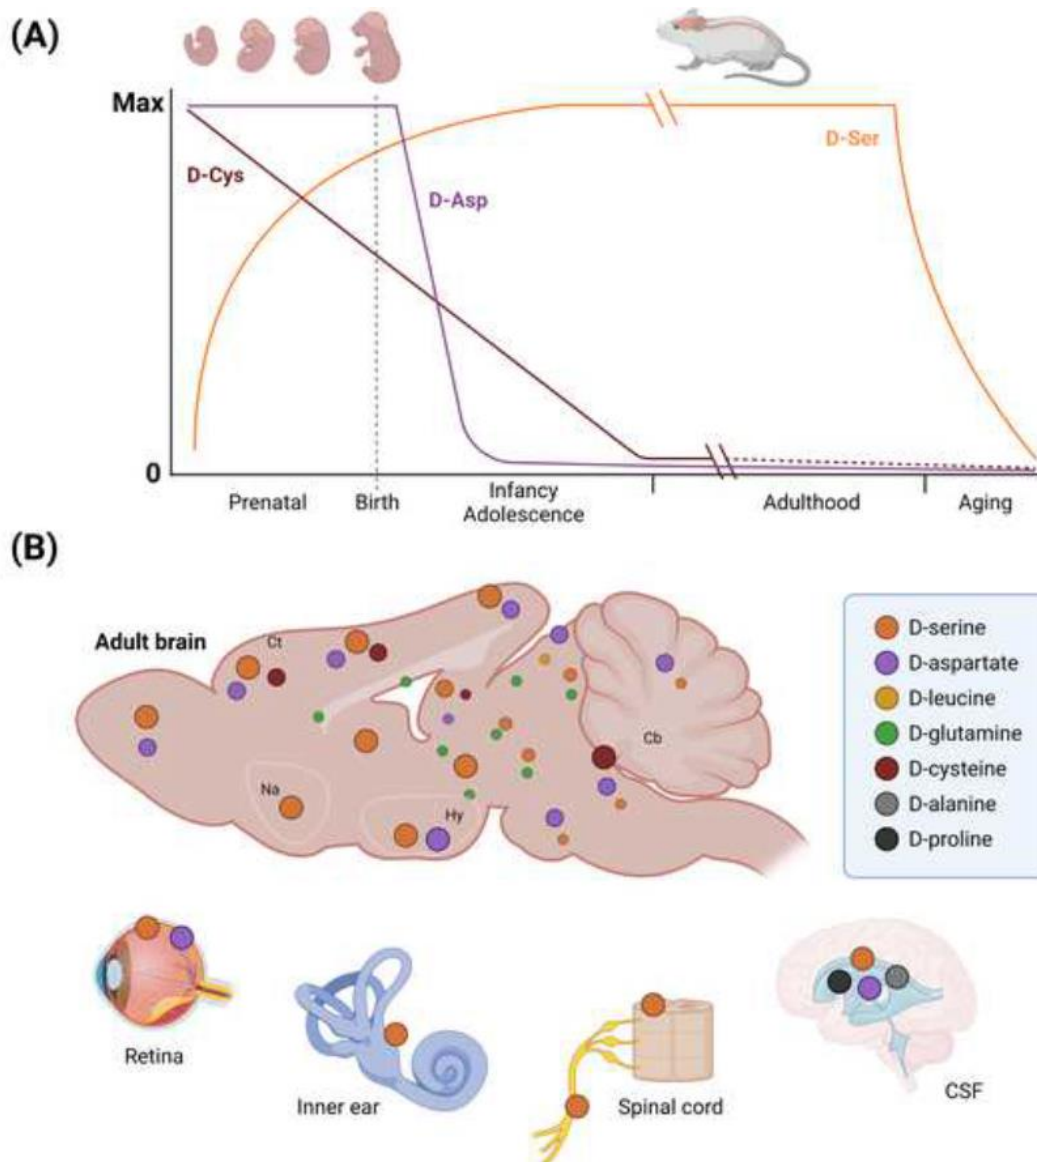 (A)
Max
D-Ser
D-Cys
D-Asp
0
Prenatal
Birth
Infancy
Adolescence
Adulthood
Aging
(B)
Adult brain
Ct
Na
Hy
Cb
D-serine
D-aspartate
D-leucine
D-glutamine
D-cysteine
D-alanine
D-proline
Retina
Inner ear
Spinal cord
CSF